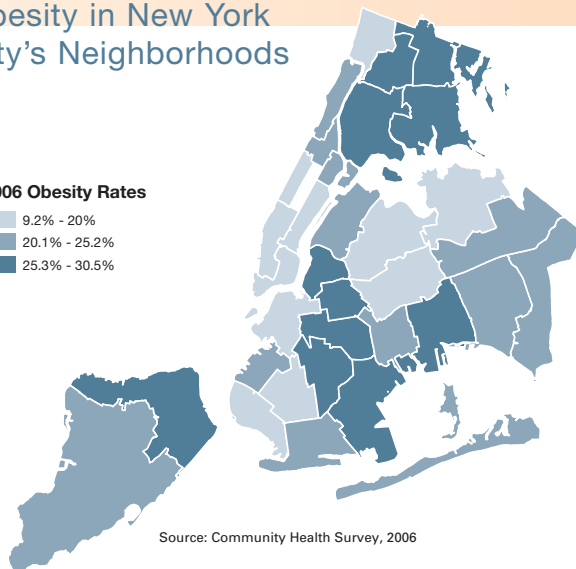 besity in New York
ty’s Neighborhoods
006 Obesity Rates
9.2% - 20%
20.1% - 25.2%
25.3% - 30.5%
Source: Community Health Survey, 2006